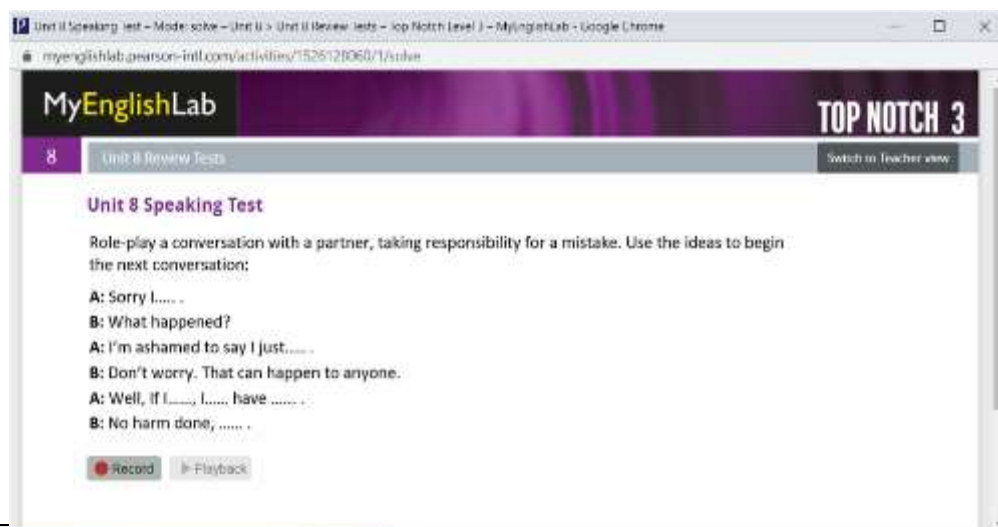 Unit 8 Speaking Test – Mode: solve – Unit 8 > Unit 8 Review Tests – Top Notch Level 3 – MyEnglishLab - Google Chrome
myenglishlab.pearson-intl.com/activities/1526128060/1/solve
MyEnglishLab
TOP NOTCH 3
8 Unit 8 Review Tests Switch to Teacher view
Unit 8 Speaking Test
Role-play a conversation with a partner, taking responsibility for a mistake. Use the ideas to begin
the next conversation:
A: Sorry I...... .
B: What happened?
A: I'm ashamed to say I just...... .
B: Don't worry. That can happen to anyone.
A: Well, If I......, I...... have ...... .
B: No harm done, ...... .
Record Playback